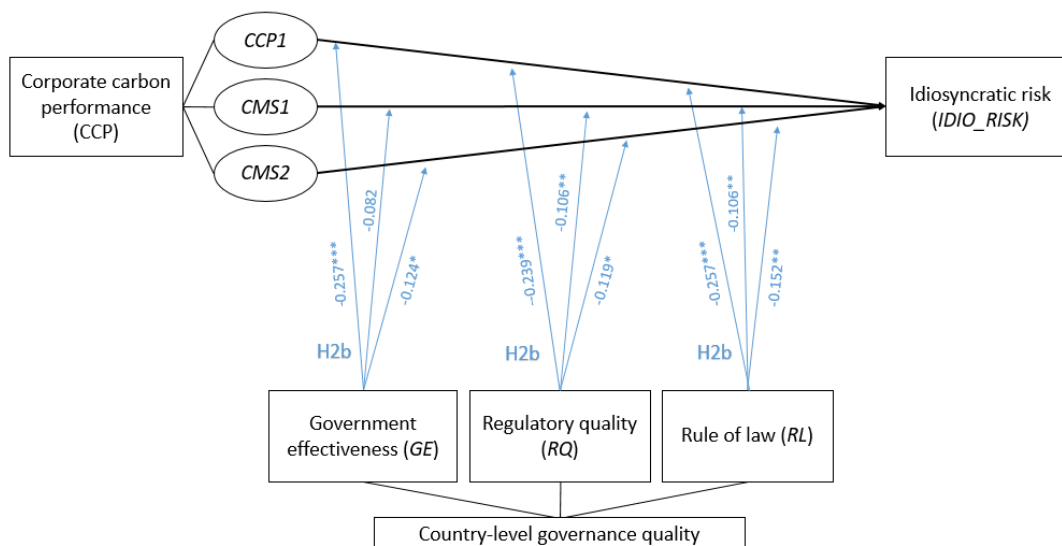 CCP1
Corporate carbon
performance
(CCP)
CMS1
Idiosyncratic risk
(IDIO_RISK)
CMS2
-0.257***
-0.082
-0.124*
--0.239***
-0.106**
-0.119*
-0.257***
-0.106**
-0.152**
H2b
H2b
H2b
Government
effectiveness (GE)
Regulatory quality
(RQ)
Rule of law (RL)
Country-level governance quality